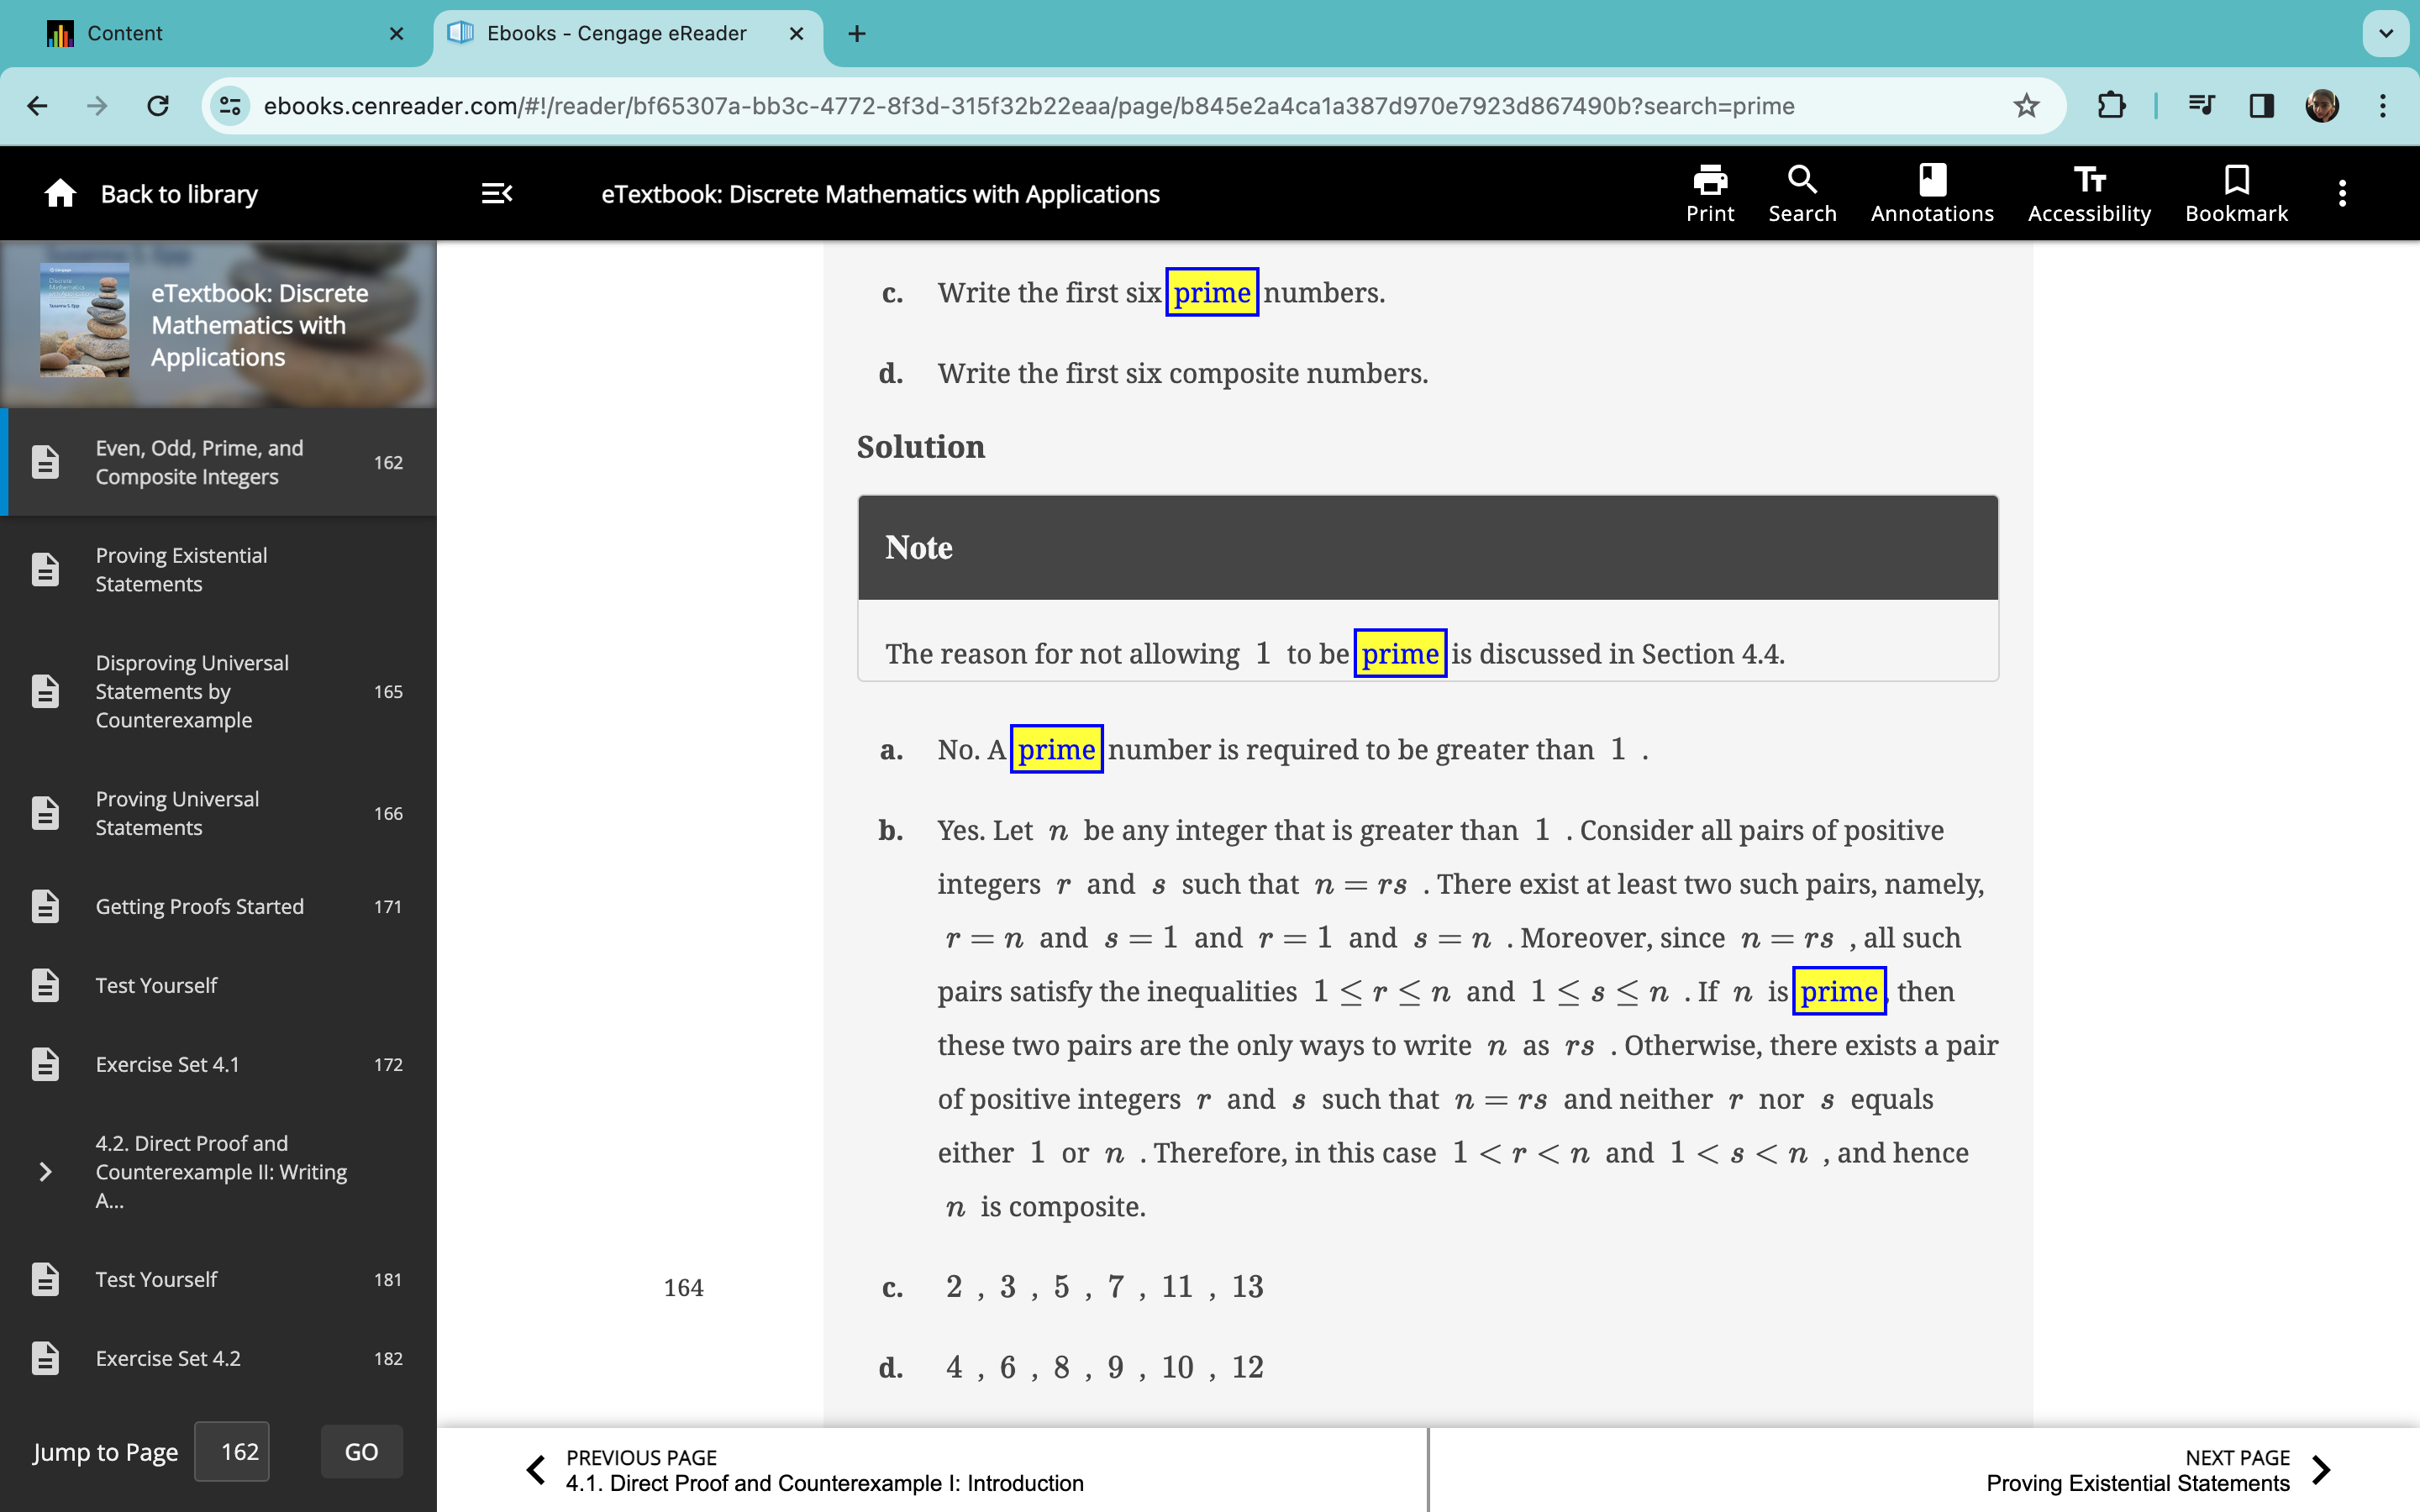 Content
Ebooks - Cengage eReader
ebooks.cenreader.com/#!/reader/bf65307a-bb3c-4772-8f3d-315f32b22eaa/page/b845e2a4ca1a387d970e7923d867490b?search=prime
Back to library
eTextbook: Discrete Mathematics with Applications
Print
Search
Annotations
Accessibility
Bookmark
eTextbook: Discrete
Mathematics with
Applications
Even, Odd, Prime, and
Composite Integers
162
Proving Existential
Statements
Disproving Universal
Statements by
Counterexample
165
Proving Universal
Statements
166
Getting Proofs Started 171
Test Yourself
Exercise Set 4.1 172
4.2. Direct Proof and
Counterexample II: Writing
A...
Test Yourself 181
Exercise Set 4.2 182
Jump to Page 162 GO
c. Write the first six prime numbers.
d. Write the first six composite numbers.
Solution
Note
The reason for not allowing 1 to be prime is discussed in Section 4.4.
a. No. A prime number is required to be greater than 1 .
b. Yes. Let n be any integer that is greater than 1 . Consider all pairs of positive
integers r and s such that n = rs . There exist at least two such pairs, namely,
r = n and s = 1 and r = 1 and s = n . Moreover, since n = rs , all such
pairs satisfy the inequalities 1 ≤ r ≤ n and 1 ≤ s ≤ n . If n is prime, then
these two pairs are the only ways to write n as rs . Otherwise, there exists a pair
of positive integers r and s such that n = rs and neither r nor s equals
either 1 or n . Therefore, in this case 1 < r < n and 1 < s < n , and hence
n is composite.
164
c. 2 , 3 , 5 , 7 , 11 , 13
d. 4 , 6 , 8 , 9 , 10 , 12
PREVIOUS PAGE
4.1. Direct Proof and Counterexample I: Introduction
NEXT PAGE
Proving Existential Statements